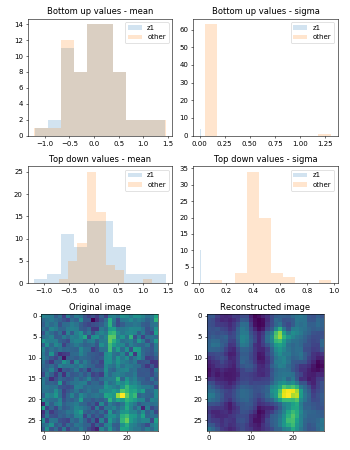 Bottom up values - mean
Bottom up values - sigma
14
12
10
8
6
4
2
0
z1
other
−1.0 −0.5 0.0 0.5 1.0 1.5
60
50
40
30
20
10
0
z1
other
0.00 0.25 0.50 0.75 1.00 1.25
Top down values - mean
Top down values - sigma
25
20
15
10
5
0
z1
other
−1.0 −0.5 0.0 0.5 1.0 1.5
35
30
25
20
15
10
5
0
z1
other
0.0 0.2 0.4 0.6 0.8 1.0
Original image
Reconstructed image
0
5
10
15
20
25
0 10 20
0
5
10
15
20
25
0 10 20